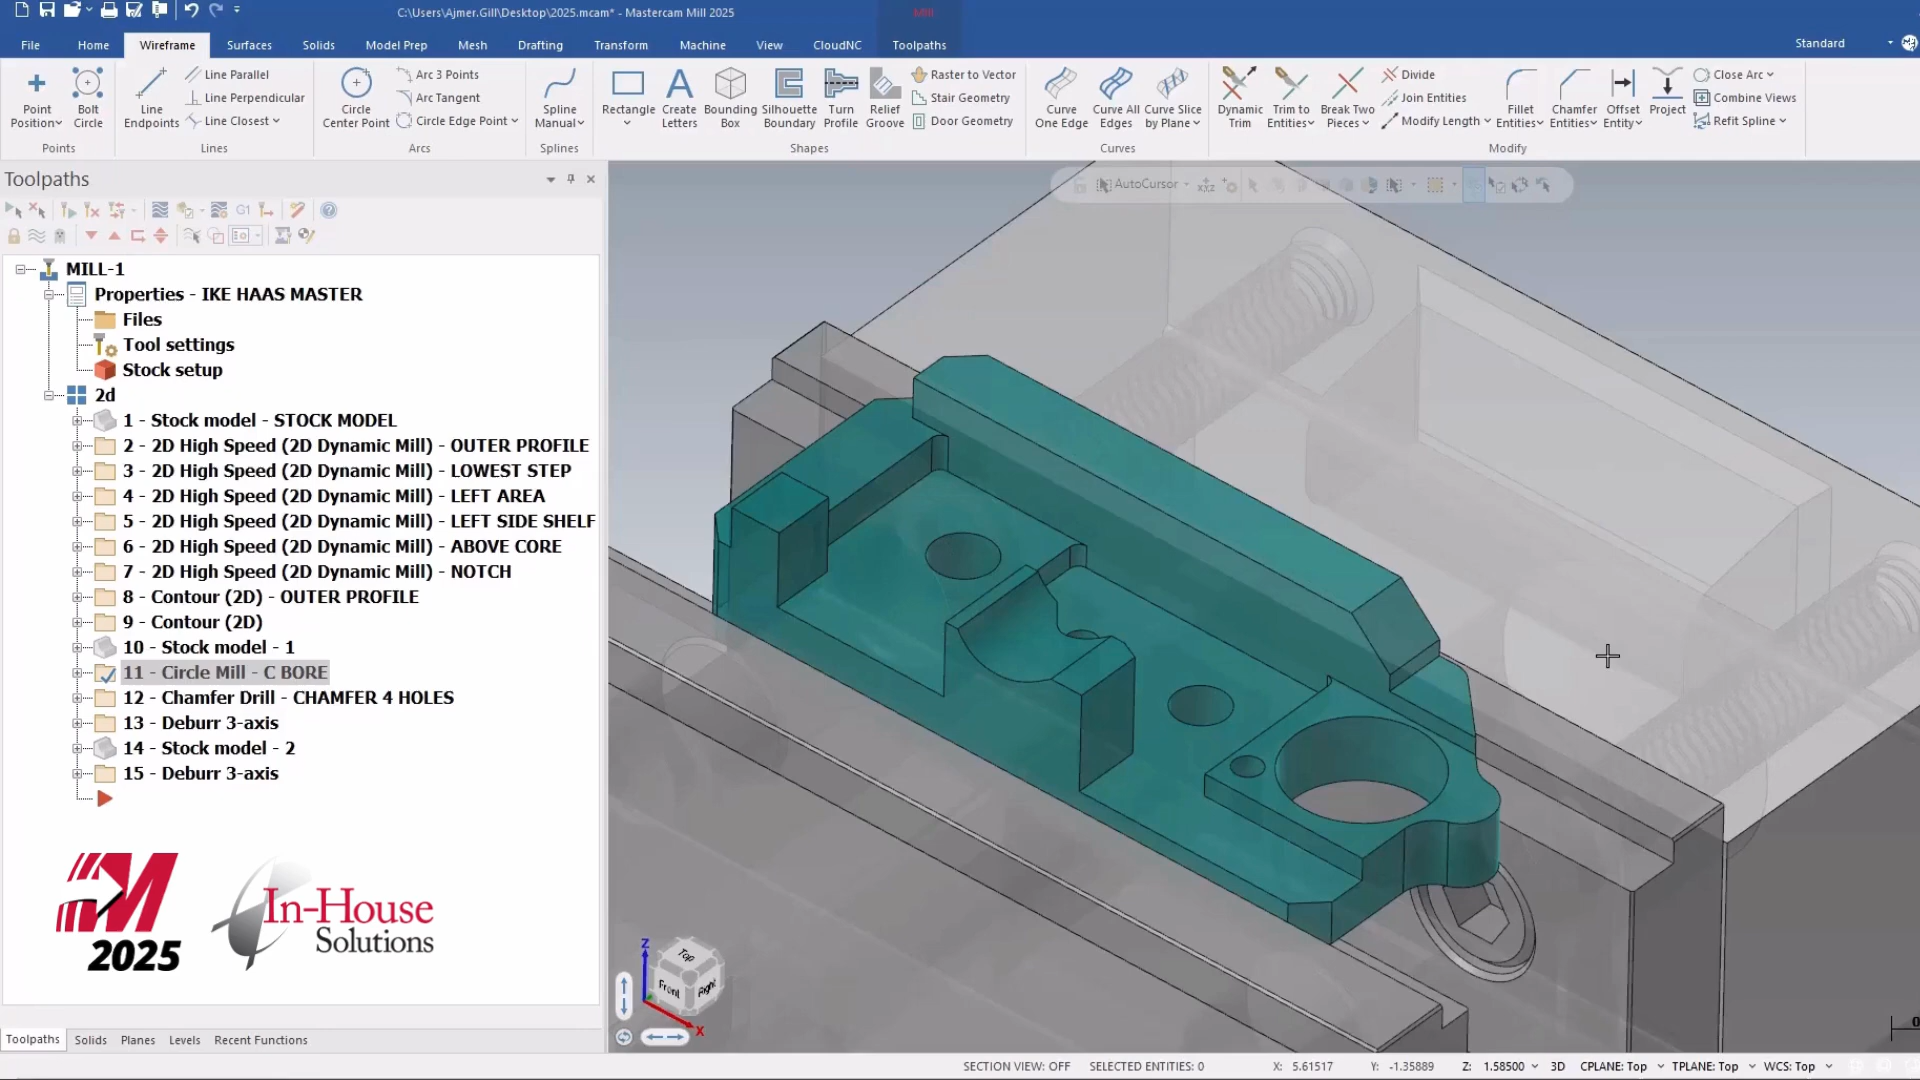 C:\Users\Ajmer.Gill\Desktop\2025.mcam* - Mastercam Mill 2025
Mill
File Home Wireframe Surfaces Solids Model Prep Mesh Drafting Transform Machine View CloudNC Toolpaths
Standard
Point Position
Bolt Circle
Points
Line Endpoints
Line Parallel
Line Perpendicular
Line Closest
Lines
Circle Center Point
Arc 3 Points
Arc Tangent
Circle Edge Point
Arcs
Spline Manual
Splines
Rectangle
Create Letters
Bounding Box
Silhouette Boundary
Turn Profile
Relief Groove
Raster to Vector
Stair Geometry
Door Geometry
Shapes
Curve One Edge
Curve All Edges
Curve Slice by Plane
Curves
Dynamic Trim
Trim to Entities
Break Two Pieces
Divide
Join Entities
Modify Length
Fillet Entities
Chamfer Entities
Offset Entity
Project
Close Arc
Combine Views
Refit Spline
Modify
Toolpaths
G1
AutoCursor
xyz
MILL-1
Properties - IKE HAAS MASTER
Files
Tool settings
Stock setup
2d
1 - Stock model - STOCK MODEL
2 - 2D High Speed (2D Dynamic Mill) - OUTER PROFILE
3 - 2D High Speed (2D Dynamic Mill) - LOWEST STEP
4 - 2D High Speed (2D Dynamic Mill) - LEFT AREA
5 - 2D High Speed (2D Dynamic Mill) - LEFT SIDE SHELF
6 - 2D High Speed (2D Dynamic Mill) - ABOVE CORE
7 - 2D High Speed (2D Dynamic Mill) - NOTCH
8 - Contour (2D) - OUTER PROFILE
9 - Contour (2D)
10 - Stock model - 1
11 - Circle Mill - C BORE
12 - Chamfer Drill - CHAMFER 4 HOLES
13 - Deburr 3-axis
14 - Stock model - 2
15 - Deburr 3-axis
M
2025
In-House
Solutions
Z
Top
Front
Right
X
0
Toolpaths Solids Planes Levels Recent Functions
SECTION VIEW: OFF SELECTED ENTITIES: 0 X: 5.61517 Y: -1.35889 Z: 1.58500 3D CPLANE: Top TPLANE: Top WCS: Top